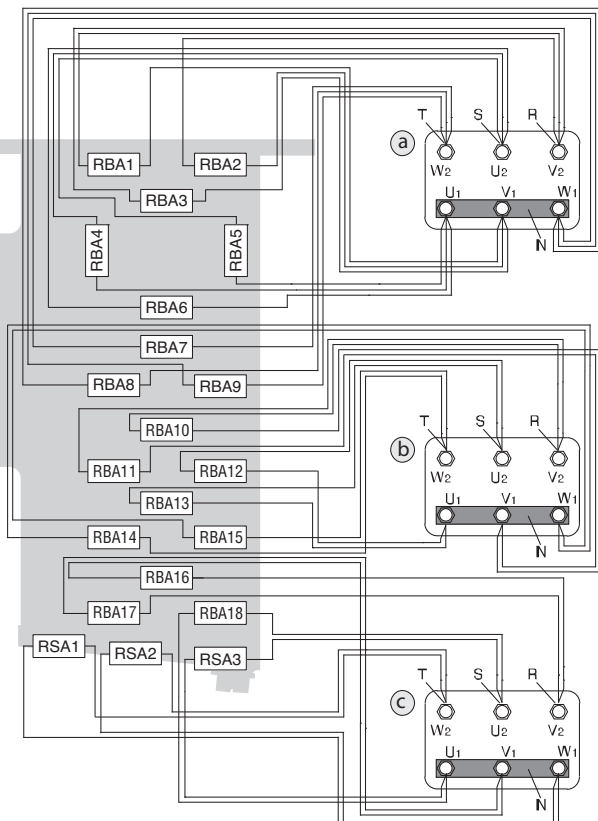 T S R
a
W2 U2 V2
U1 V1 W1
N
RBA1 RBA2
RBA3
RBA4 RBA5
RBA6
RBA7
RBA8 RBA9
RBA10
RBA11 RBA12
RBA13
RBA14 RBA15
T S R
b
W2 U2 V2
U1 V1 W1
N
RBA16
RBA17 RBA18
RSA1 RSA2 RSA3
T S R
c
W2 U2 V2
U1 V1 W1
N